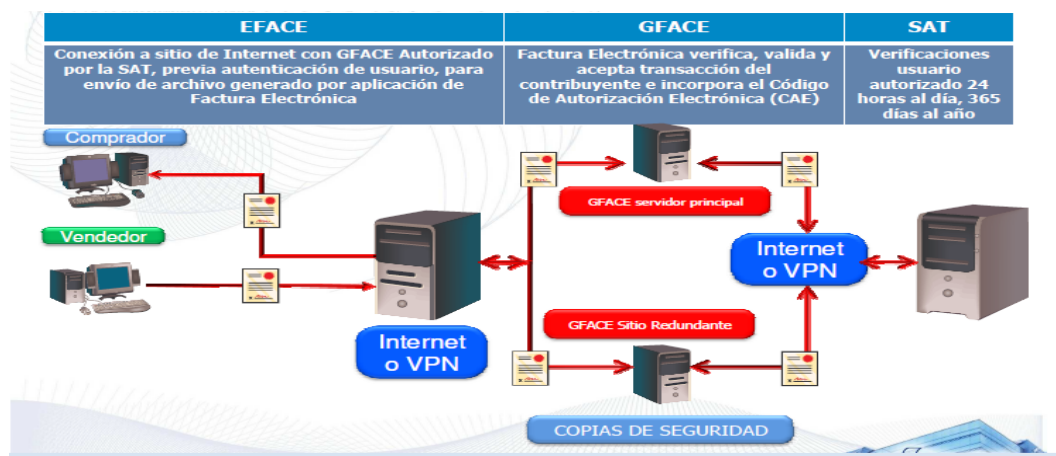 EFACE
GFACE
SAT
Conexión a sitio de Internet con GFACE Autorizado
por la SAT, previa autenticación de usuario, para
envío de archivo generado por aplicación de
Factura Electrónica
Factura Electrónica verifica, valida y
acepta transacción del
contribuyente e incorpora el Código
de Autorización Electrónica (CAE)
Verificaciones
usuario
autorizado 24
horas al día, 365
días al año
Comprador
GFACE servidor principal
Vendedor
Internet
o VPN
GFACE Sitio Redundante
Internet
o VPN
COPIAS DE SEGURIDAD